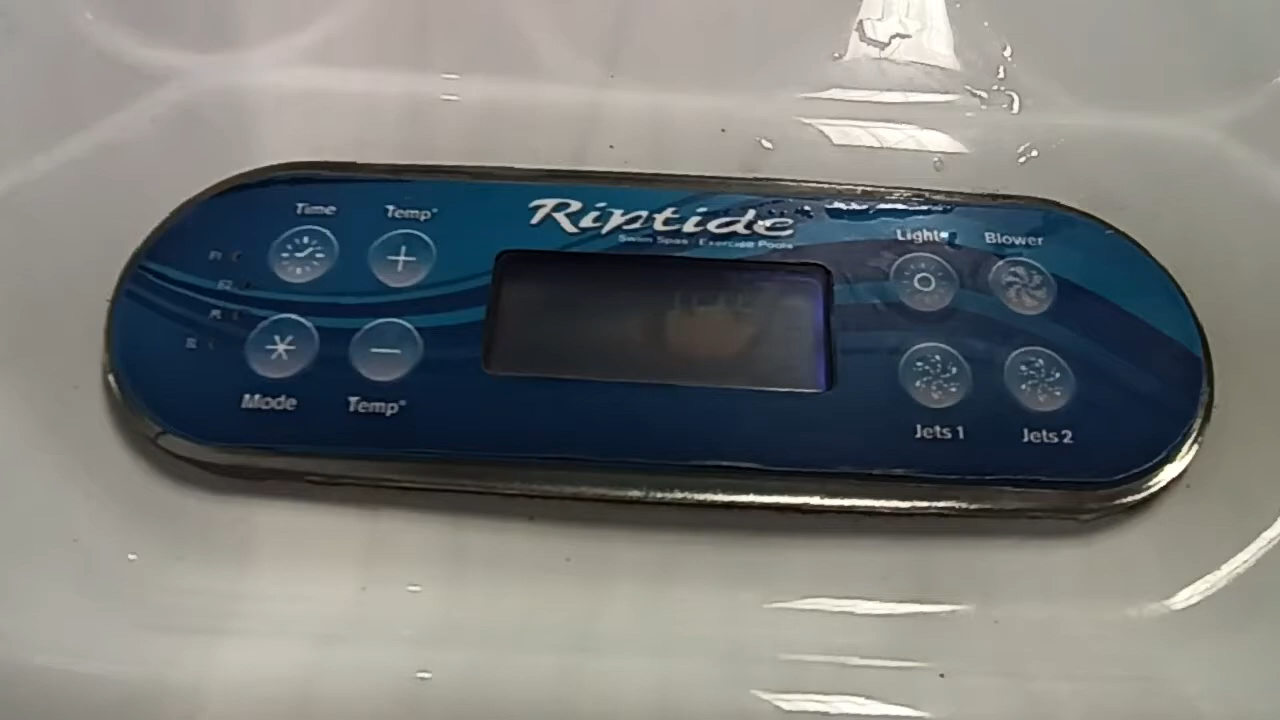 Riptide
Swim Spas Exercise Pools
Time Temp°
Mode Temp°
Light Blower
Jets 1 Jets 2